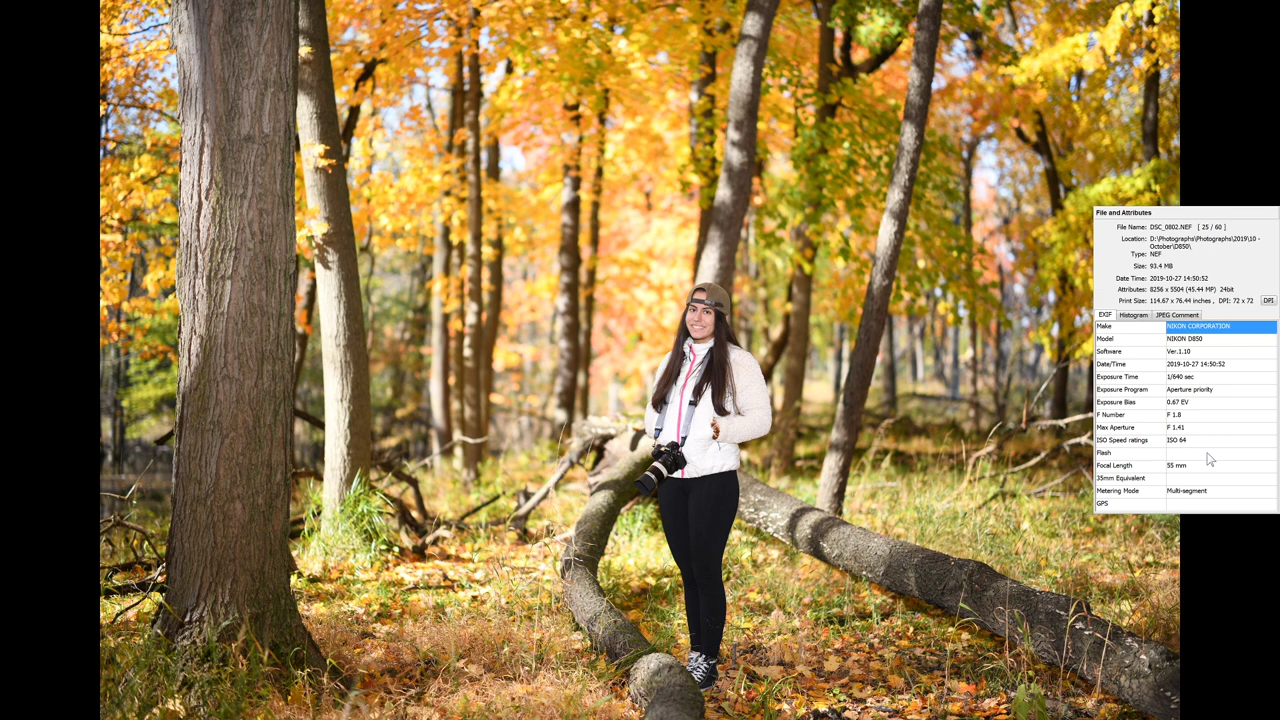 File and Attributes
File Name: DSC_0802.NEF [ 25 / 60 ]
Location: D:\Photographs\Photographs\2019\10 -
October\D850\
Type: NEF
Size: 93.4 MB
Date Time: 2019-10-27 14:50:52
Attributes: 8256 x 5504 (45.44 MP) 24bit
Print Size: 114.67 x 76.44 inches , DPI: 72 x 72 DPI
EXIF Histogram JPEG Comment
Make NIKON CORPORATION
Model NIKON D850
Software Ver.1.10
Date/Time 2019-10-27 14:50:52
Exposure Time 1/640 sec
Exposure Program Aperture priority
Exposure Bias 0.67 EV
F Number F 1.8
Max Aperture F 1.41
ISO Speed ratings ISO 64
Flash
Focal Length 55 mm
35mm Equivalent
Metering Mode Multi-segment
GPS